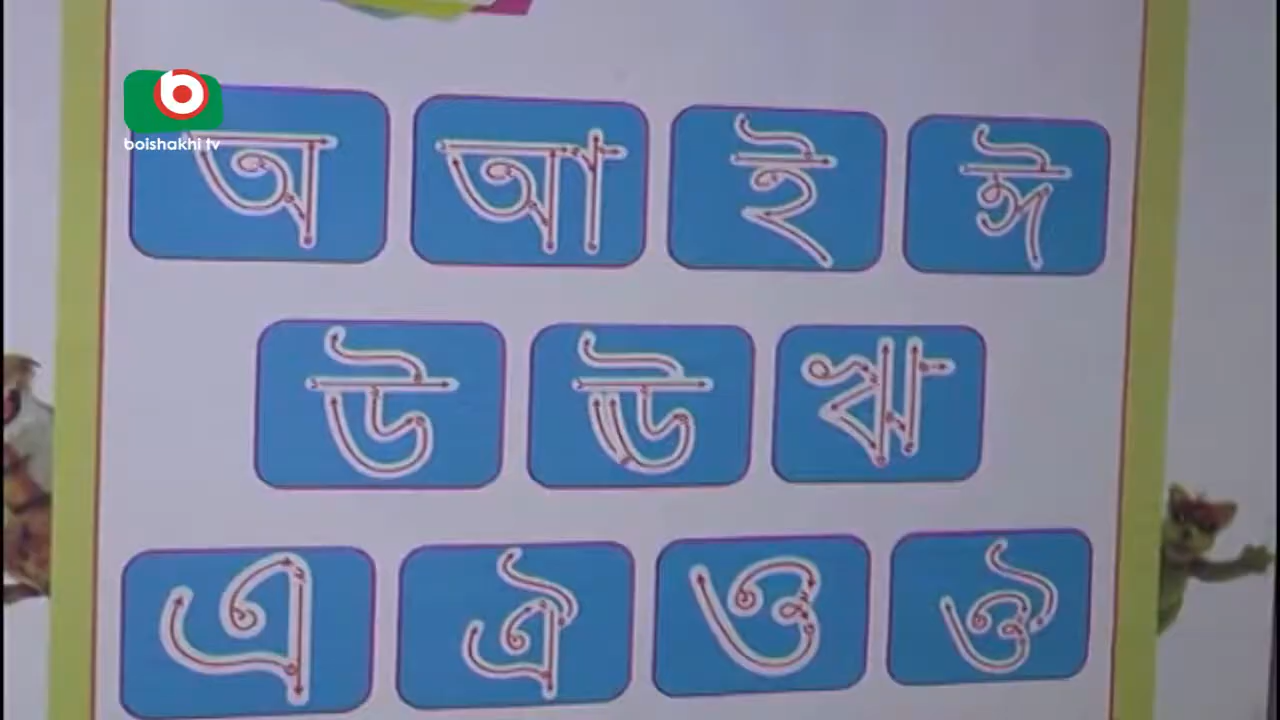 boishakhi tv
অ আ ই ঈ
উ ঊ ঋ
এ ঐ ও ঔ